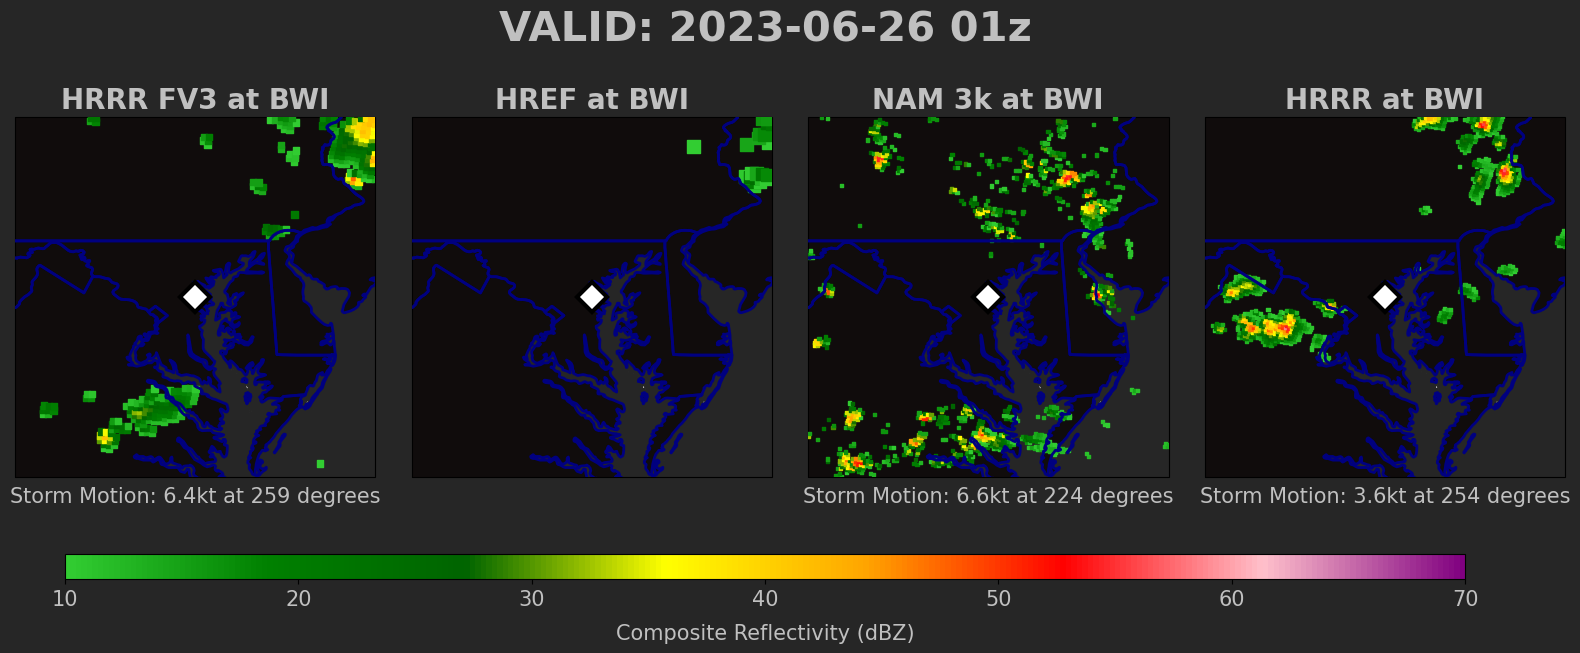 VALID: 2023-06-26 01z
HRRR FV3 at BWI
HREF at BWI
NAM 3k at BWI
HRRR at BWI
Storm Motion: 6.4kt at 259 degrees
Storm Motion: 6.6kt at 224 degrees
Storm Motion: 3.6kt at 254 degrees
10 20 30 40 50 60 70
Composite Reflectivity (dBZ)